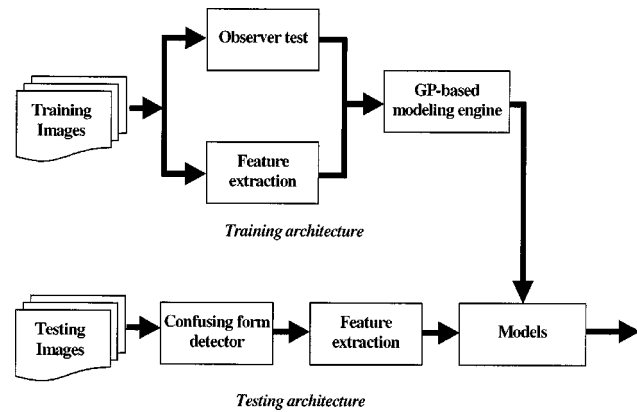 Observer test
Training
Images
GP-based
modeling engine
Feature
extraction
Training architecture
Testing
Images
Confusing form
detector
Feature
extraction
Models
Testing architecture